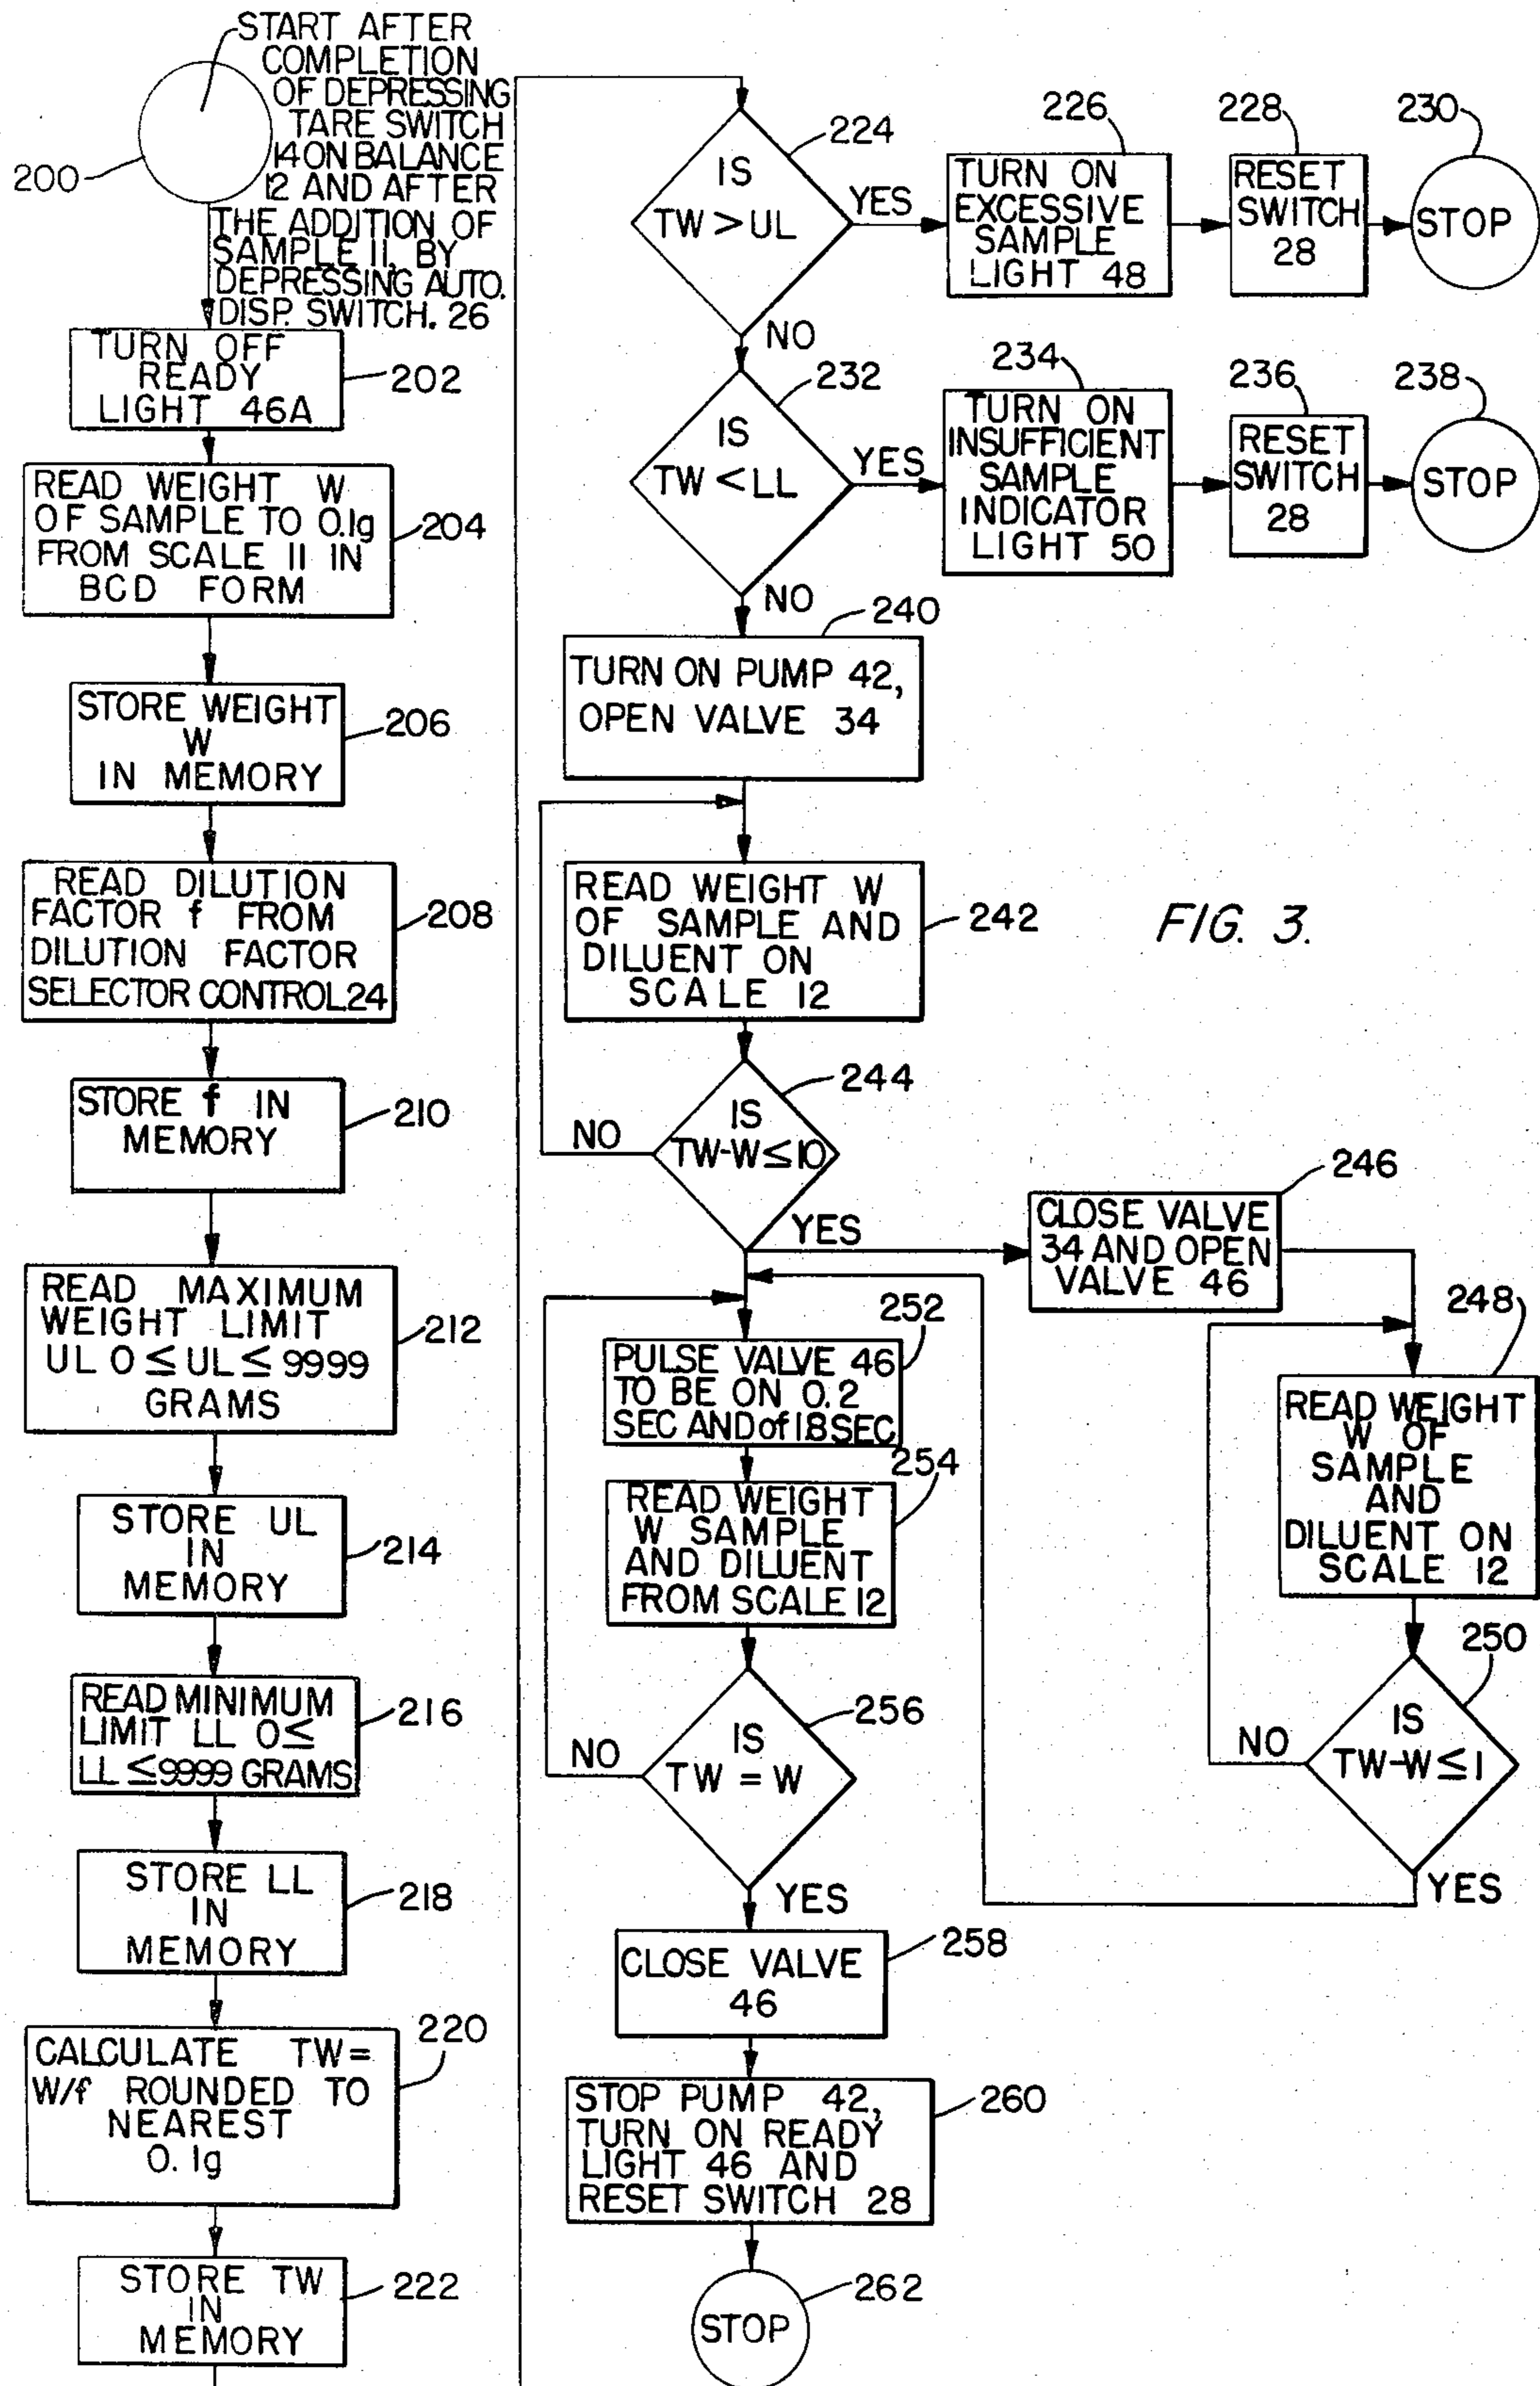 START AFTER
COMPLETION
OF DEPRESSING
TARE SWITCH
14 ON BALANCE
12 AND AFTER
THE ADDITION OF
SAMPLE 11, BY
DEPRESSING AUTO.
DISP. SWITCH. 26
200
TURN OFF
READY
LIGHT 46A
202
READ WEIGHT W
OF SAMPLE TO 0.1g
FROM SCALE 11 IN
BCD FORM
204
STORE WEIGHT
W
IN MEMORY
206
READ DILUTION
FACTOR f FROM
DILUTION FACTOR
SELECTOR CONTROL 24
208
STORE f IN
MEMORY
210
READ MAXIMUM
WEIGHT LIMIT
UL 0 ≤ UL ≤ 9999
GRAMS
212
STORE UL
IN
MEMORY
214
READ MINIMUM
LIMIT LL 0≤
LL ≤9999 GRAMS
216
STORE LL
IN
MEMORY
218
CALCULATE TW=
W/f ROUNDED TO
NEAREST
0.1g
220
STORE TW
IN
MEMORY
222
IS
TW > UL
224
YES
NO
TURN ON
EXCESSIVE
SAMPLE
LIGHT 48
226
RESET
SWITCH
28
228
STOP
230
IS
TW < LL
232
YES
NO
TURN ON
INSUFFICIENT
SAMPLE
INDICATOR
LIGHT 50
234
RESET
SWITCH
28
236
STOP
238
TURN ON PUMP 42,
OPEN VALVE 34
240
READ WEIGHT W
OF SAMPLE AND
DILUENT ON
SCALE 12
242
FIG. 3.
IS
TW-W≤10
244
NO
YES
CLOSE VALVE
34 AND OPEN
VALVE 46
246
READ WEIGHT
W OF
SAMPLE
AND
DILUENT ON
SCALE 12
248
IS
TW-W≤1
250
NO
YES
PULSE VALVE 46
TO BE ON 0.2
SEC AND of 1.8 SEC
252
READ WEIGHT
W SAMPLE
AND DILUENT
FROM SCALE 12
254
IS
TW = W
256
NO
YES
CLOSE VALVE
46
258
STOP PUMP 42,
TURN ON READY
LIGHT 46 AND
RESET SWITCH 28
260
STOP
262